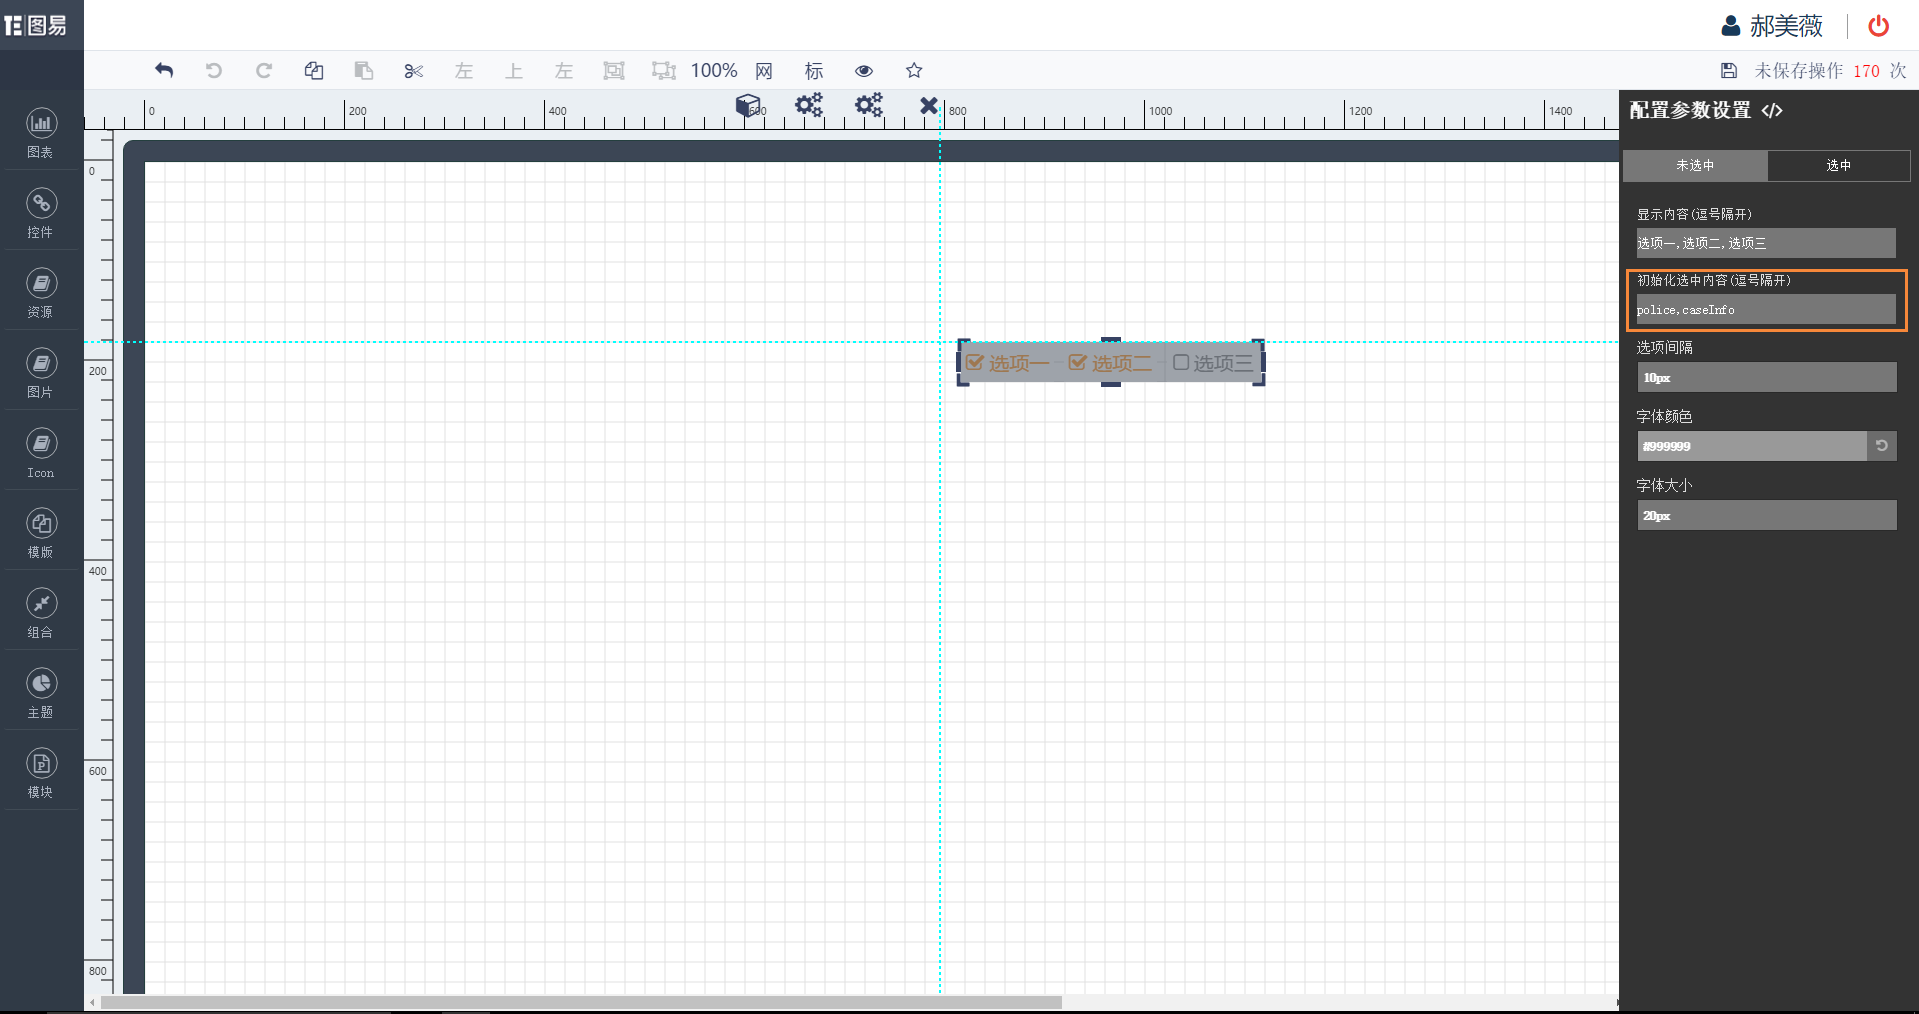 TE图易
郝美薇
左 上 左 100% 网 标
未保存操作 170 次
0 200 400 600 800 1000 1200 1400
0
200
400
600
800
图表
控件
资源
图片
Icon
模版
组合
主题
模块
选项一 选项二 选项三
配置参数设置 </>
未选中 选中
显示内容(逗号隔开)
选项一,选项二,选项三
初始化选中内容(逗号隔开)
police,caseInfo
选项间隔
10px
字体颜色
#999999
字体大小
20px